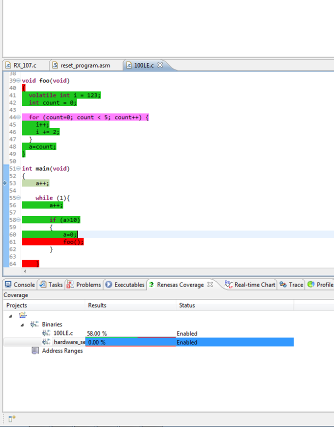 RX_107.c reset_program.asm 100LE.c
38
39 void foo(void)
40 {
41 volatile int i = 123;
42 int count = 0;
43
44 for (count=0; count < 5; count++) {
45 i++;
46 i += 2;
47 }
48 a=count;
49 }
50
51 int main(void)
52 {
53 a++;
54
55 while (1){
56 a++;
57
58 if (a>10)
59 {
60 a=0;
61 foo();
62 }
63
64
Console Tasks Problems Executables Renesas Coverage Real-time Chart Trace Profile
Coverage
Projects Results Status
Binaries
100LE.c 58.00 % Enabled
hardware_se 0.00 % Enabled
Address Ranges